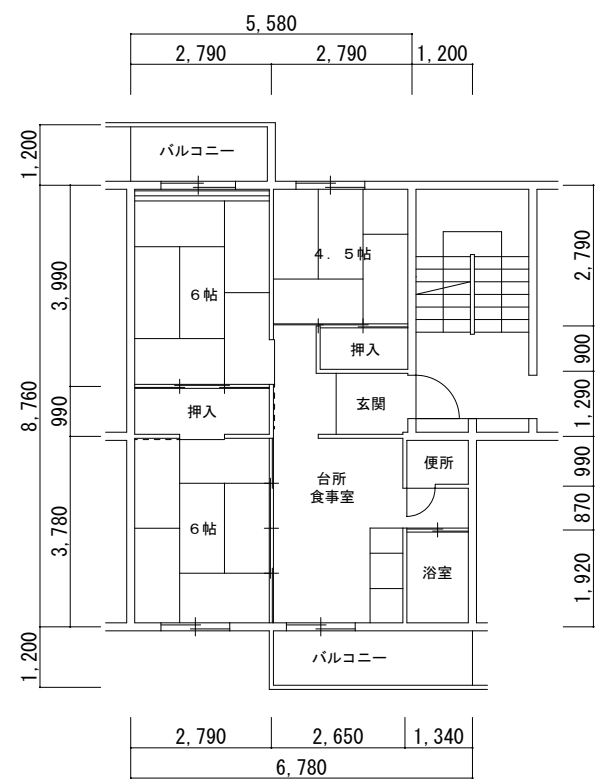 5,580
2,790
2,790
1,200
1,200
バルコニー
3,990
8,760
990
3,780
1,200
6帖
4．5帖
2,790
押入
900
押入
玄関
1,290
990
便所
台所
食事室
870
6帖
浴室
1,920
バルコニー
2,790
2,650
1,340
6,780